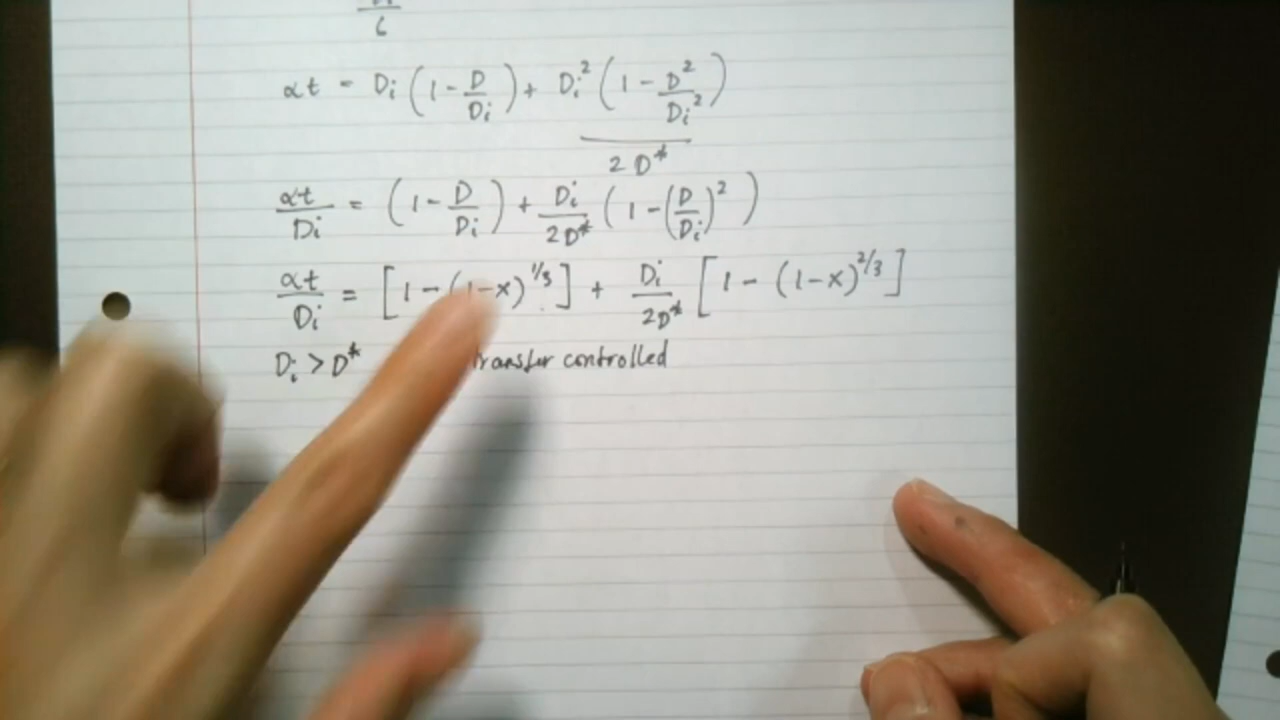 6
αt = Di (1 - D/Di) + Di² (1 - D²/Di²) / 2D*
αt/Di = (1 - D/Di) + Di/2D* (1 - (D/Di)²)
αt/Di = [1 - (1-x)^1/3] + Di/2D* [1 - (1-x)^2/3]
Di > D* transfer controlled